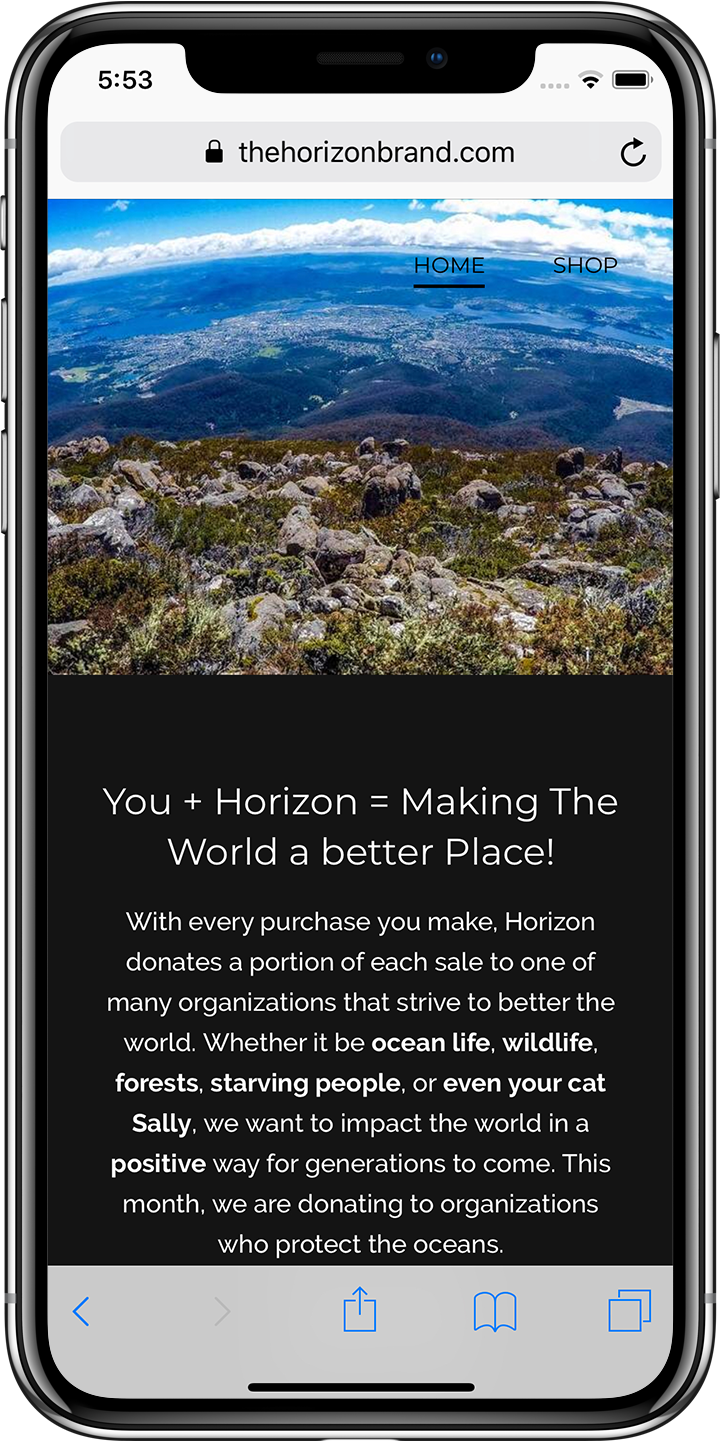 5:53
thehorizonbrand.com
HOME SHOP
You + Horizon = Making The
World a better Place!
With every purchase you make, Horizon
donates a portion of each sale to one of
many organizations that strive to better the
world. Whether it be ocean life, wildlife,
forests, starving people, or even your cat
Sally, we want to impact the world in a
positive way for generations to come. This
month, we are donating to organizations
who protect the oceans.